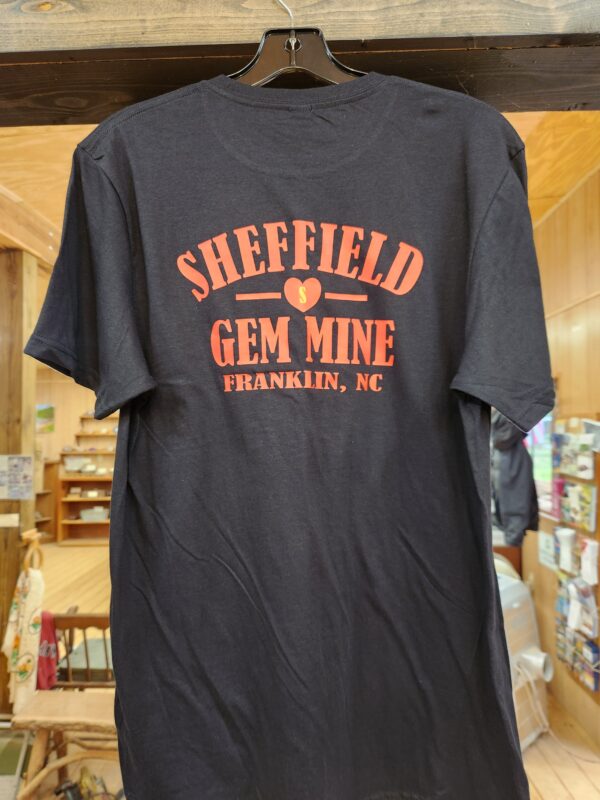 SHEFFIELD
S
GEM MINE
FRANKLIN, NC